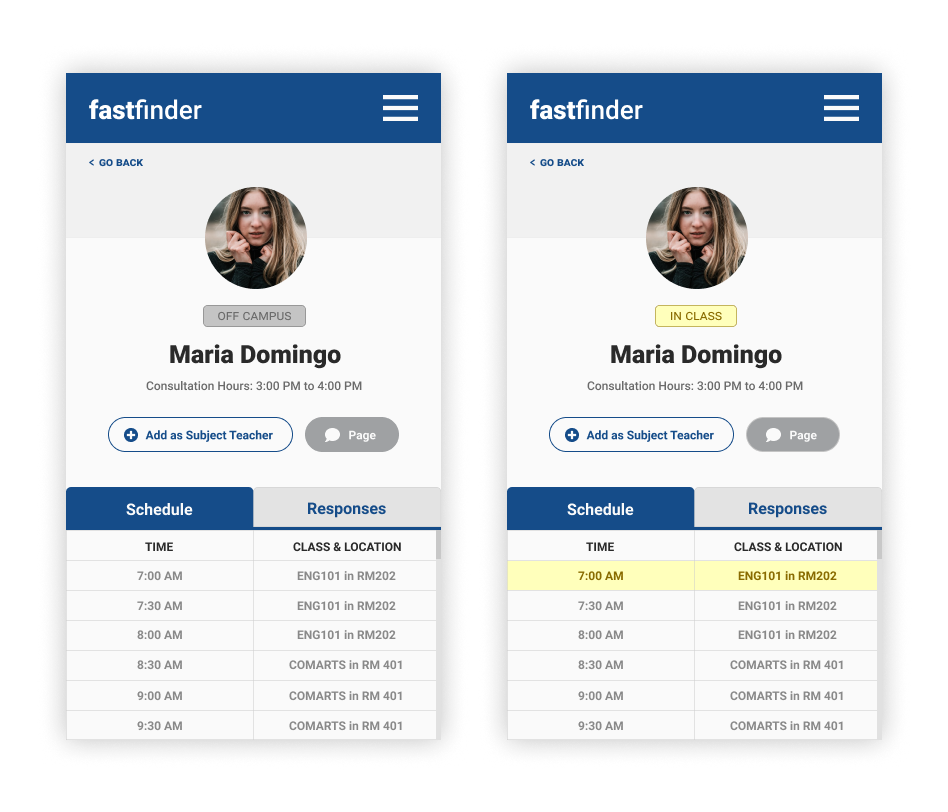 fastfinder
< GO BACK
OFF CAMPUS
Maria Domingo
Consultation Hours: 3:00 PM to 4:00 PM
Add as Subject Teacher Page
Schedule Responses
TIME CLASS & LOCATION
7:00 AM ENG101 in RM202
7:30 AM ENG101 in RM202
8:00 AM ENG101 in RM202
8:30 AM COMARTS in RM 401
9:00 AM COMARTS in RM 401
9:30 AM COMARTS in RM 401
fastfinder
< GO BACK
IN CLASS
Maria Domingo
Consultation Hours: 3:00 PM to 4:00 PM
Add as Subject Teacher Page
Schedule Responses
TIME CLASS & LOCATION
7:00 AM ENG101 in RM202
7:30 AM ENG101 in RM202
8:00 AM ENG101 in RM202
8:30 AM COMARTS in RM 401
9:00 AM COMARTS in RM 401
9:30 AM COMARTS in RM 401